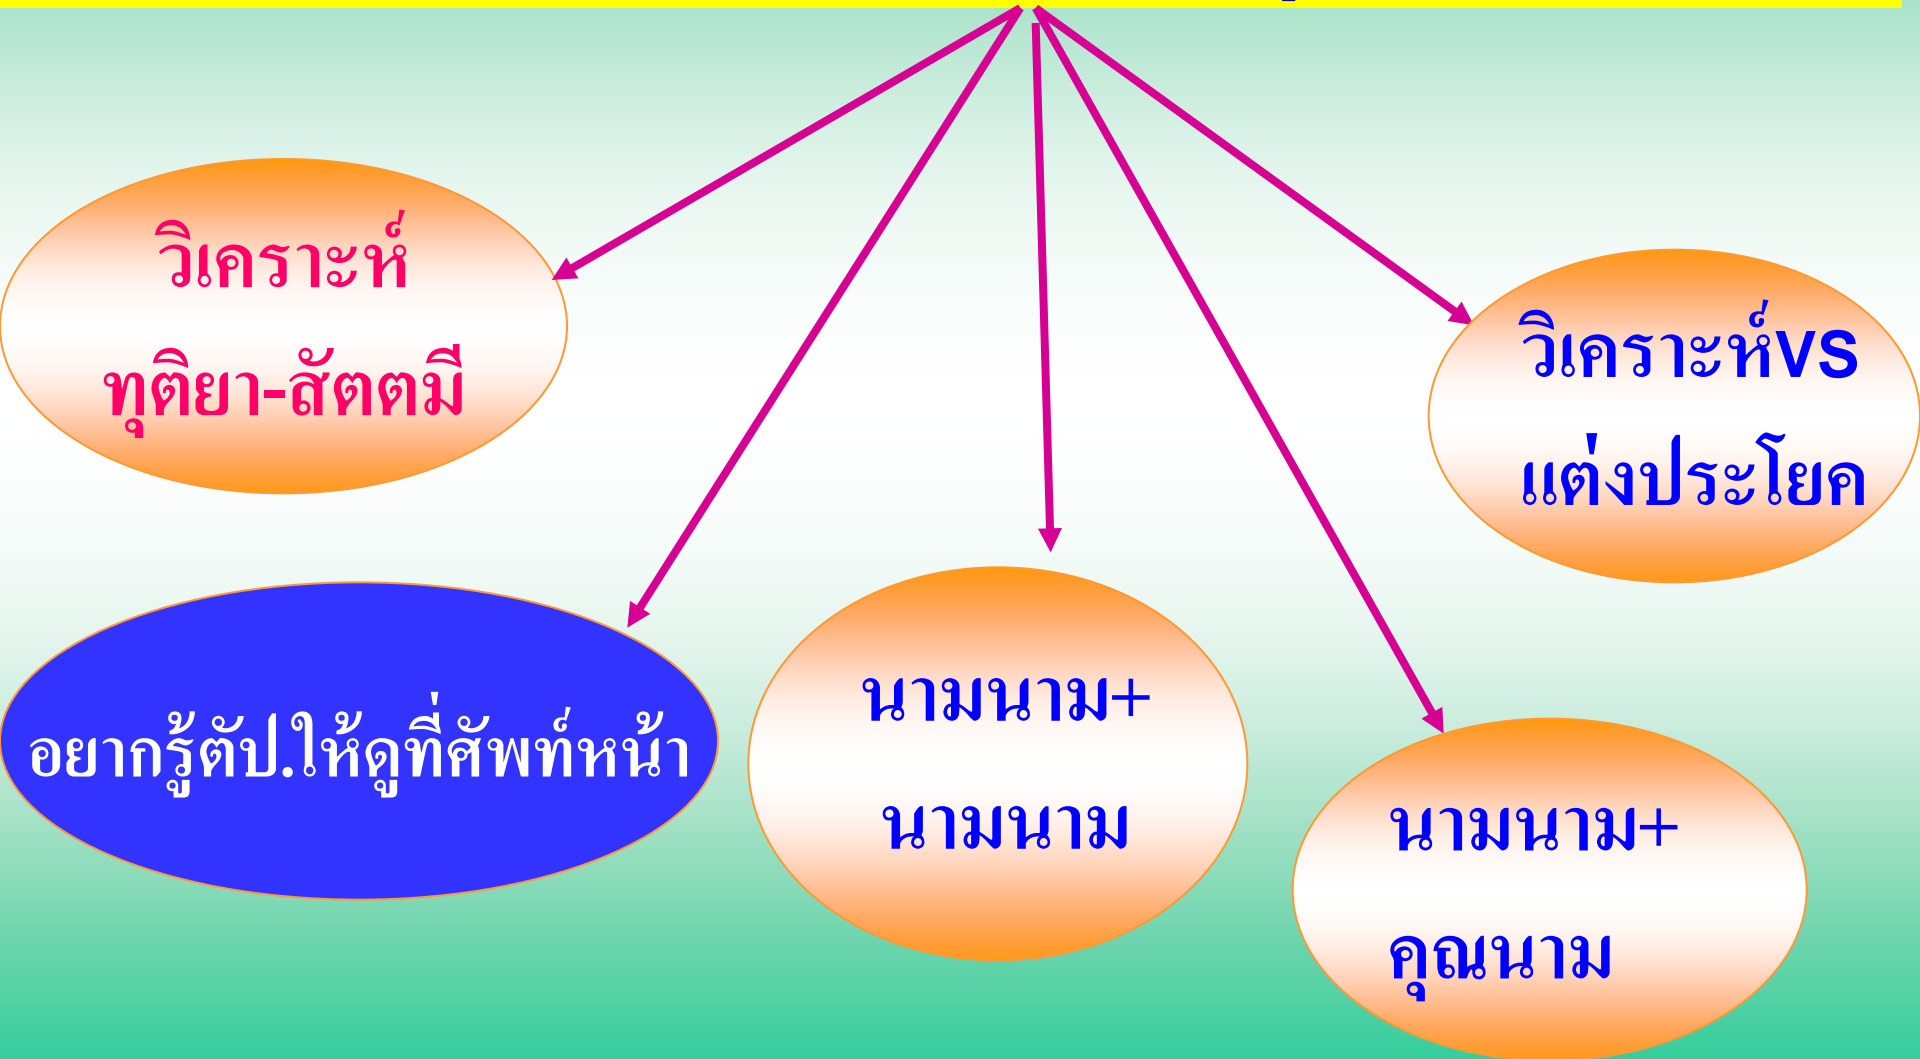 วิเคราะห์
ทุติยา-สัตตมี
วิเคราะห์VS
แต่งประโยค
อยากรู้ตัป.ให้ดูที่ศัพท์หน้า
นามนาม+
นามนาม
นามนาม+
คุณนาม